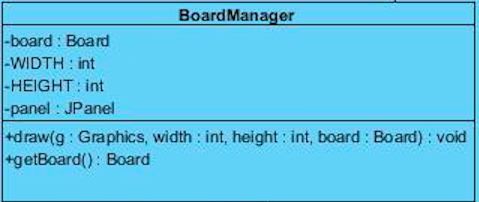 BoardManager
-board : Board
-WIDTH : int
-HEIGHT : int
-panel : JPanel
+draw(g : Graphics, width : int, height : int, board : Board) : void
+getBoard() : Board